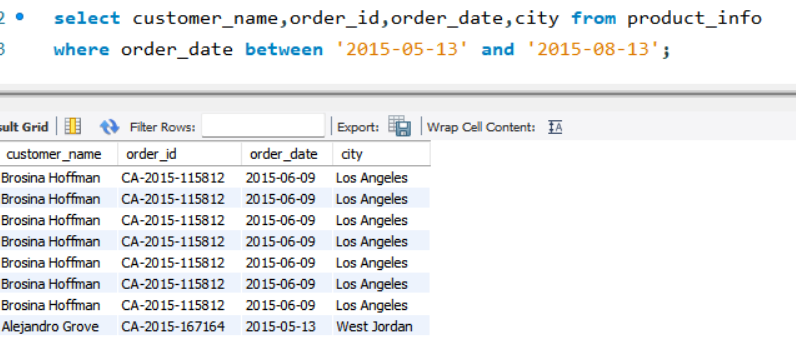 2 select customer_name,order_id,order_date,city from product_info
3 where order_date between '2015-05-13' and '2015-08-13';
Grid Filter Rows: Export: Wrap Cell Content: IA
customer_name order_id order_date city
Brosina Hoffman CA-2015-115812 2015-06-09 Los Angeles
Brosina Hoffman CA-2015-115812 2015-06-09 Los Angeles
Brosina Hoffman CA-2015-115812 2015-06-09 Los Angeles
Brosina Hoffman CA-2015-115812 2015-06-09 Los Angeles
Brosina Hoffman CA-2015-115812 2015-06-09 Los Angeles
Brosina Hoffman CA-2015-115812 2015-06-09 Los Angeles
Brosina Hoffman CA-2015-115812 2015-06-09 Los Angeles
Alejandro Grove CA-2015-167164 2015-05-13 West Jordan